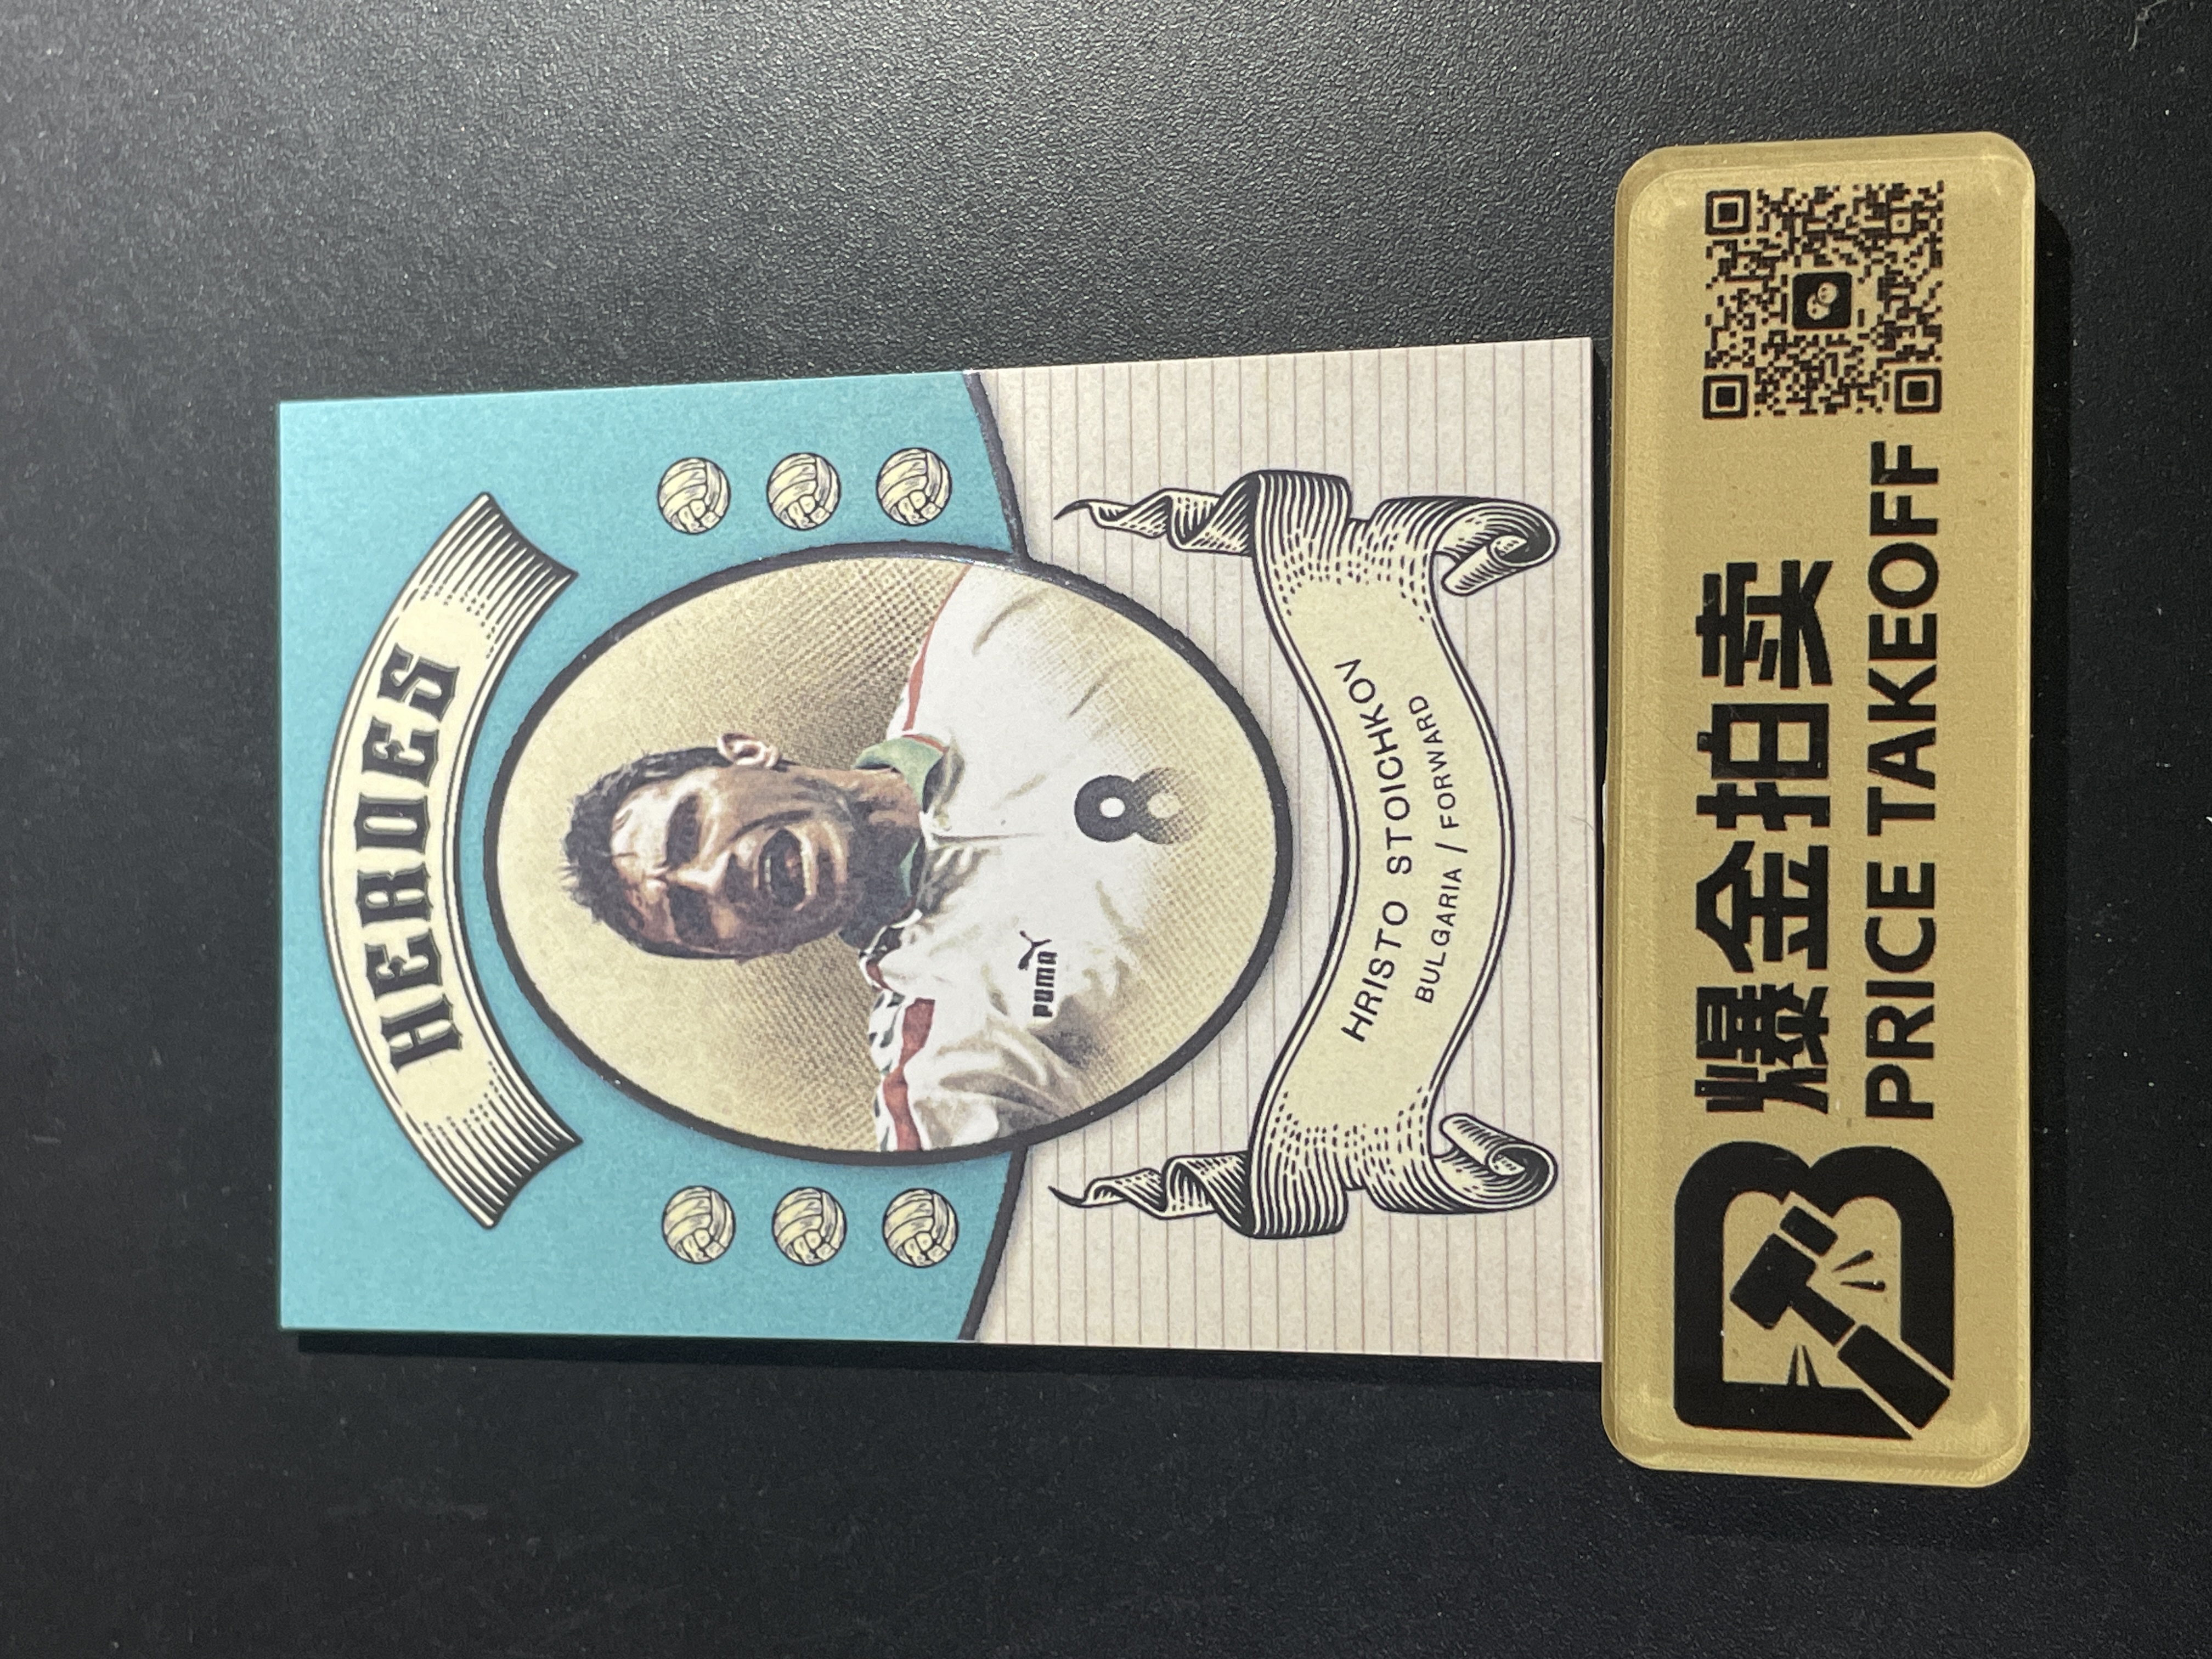 HEROES
PUMA
8
HRISTO STOICHKOV
BULGARIA / FORWARD
爆金拍卖
PRICE TAKEOFF